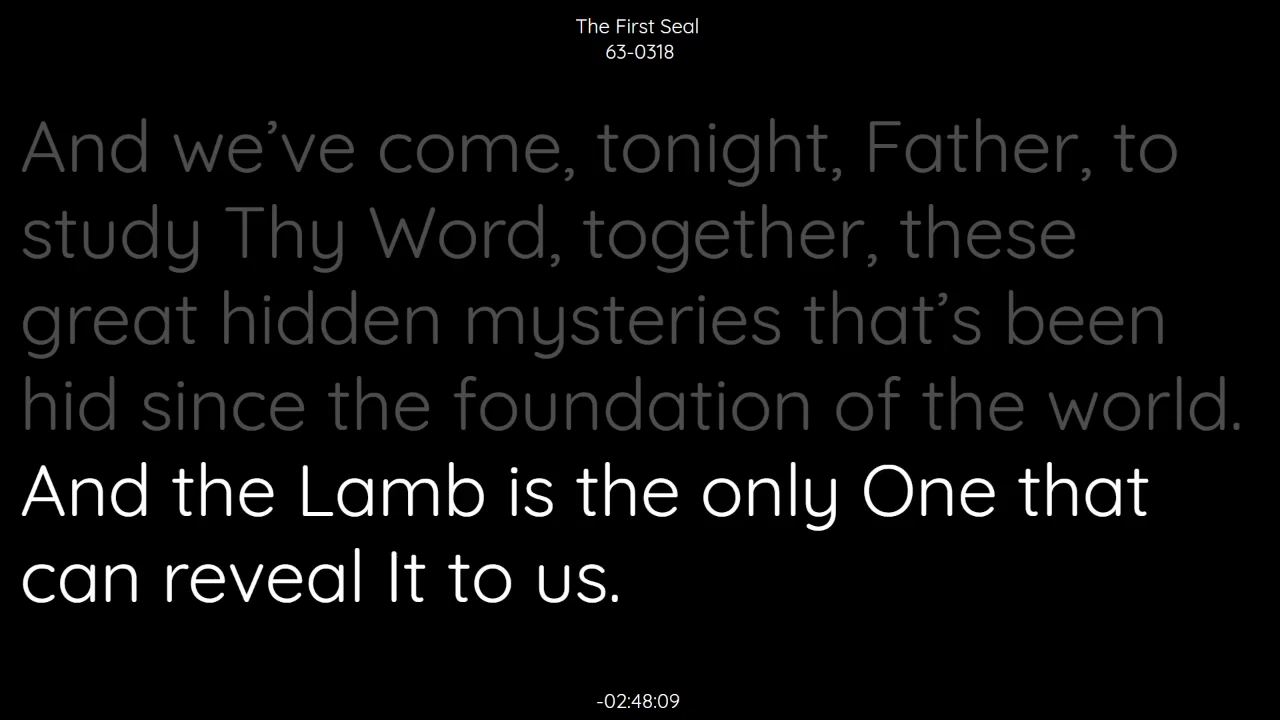 The First Seal
63-0318
And we’ve come, tonight, Father, to
study Thy Word, together, these
great hidden mysteries that’s been
hid since the foundation of the world.
And the Lamb is the only One that
can reveal It to us.
-02:48:09